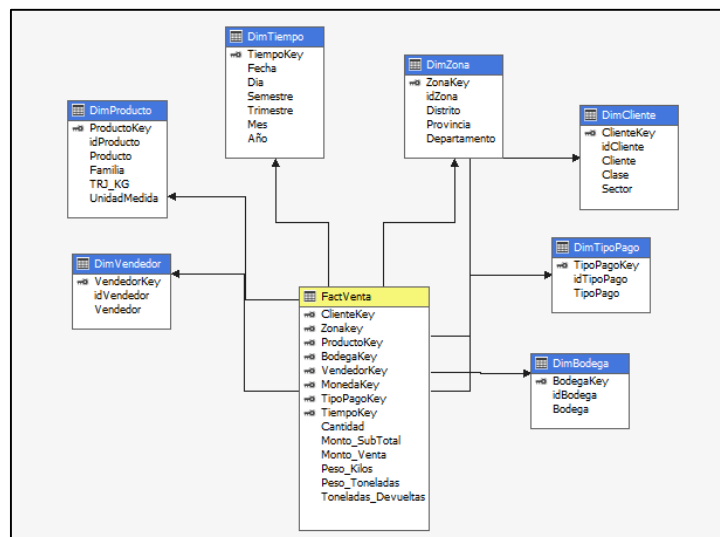 DimTiempo
TiempoKey
Fecha
Dia
Semestre
Trimestre
Mes
Año
DimZona
ZonaKey
idZona
Distrito
Provincia
Departamento
DimProducto
ProductoKey
idProducto
Producto
Familia
TRJ_KG
UnidadMedida
DimCliente
ClienteKey
idCliente
Cliente
Clase
Sector
DimVendedor
VendedorKey
idVendedor
Vendedor
DimTipoPago
TipoPagoKey
idTipoPago
TipoPago
FactVenta
ClienteKey
Zonakey
ProductoKey
BodegaKey
VendedorKey
MonedaKey
TipoPagoKey
TiempoKey
Cantidad
Monto_SubTotal
Monto_Venta
Peso_Kilos
Peso_Toneladas
Toneladas_Devueltas
DimBodega
BodegaKey
idBodega
Bodega